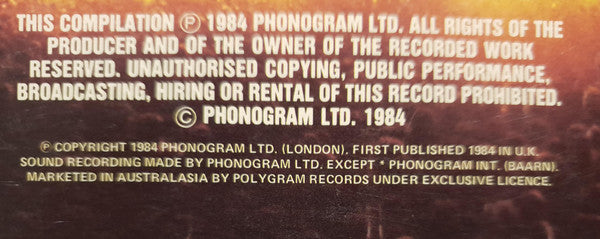 THIS COMPILATION Ⓟ 1984 PHONOGRAM LTD. ALL RIGHTS OF THE
PRODUCER AND OF THE OWNER OF THE RECORDED WORK
RESERVED. UNAUTHORISED COPYING, PUBLIC PERFORMANCE,
BROADCASTING, HIRING OR RENTAL OF THIS RECORD PROHIBITED.
© PHONOGRAM LTD. 1984
Ⓟ COPYRIGHT 1984 PHONOGRAM LTD. (LONDON). FIRST PUBLISHED 1984 IN U.K.
SOUND RECORDING MADE BY PHONOGRAM LTD. EXCEPT * PHONOGRAM INT. (BAARN).
MARKETED IN AUSTRALASIA BY POLYGRAM RECORDS UNDER EXCLUSIVE LICENCE.